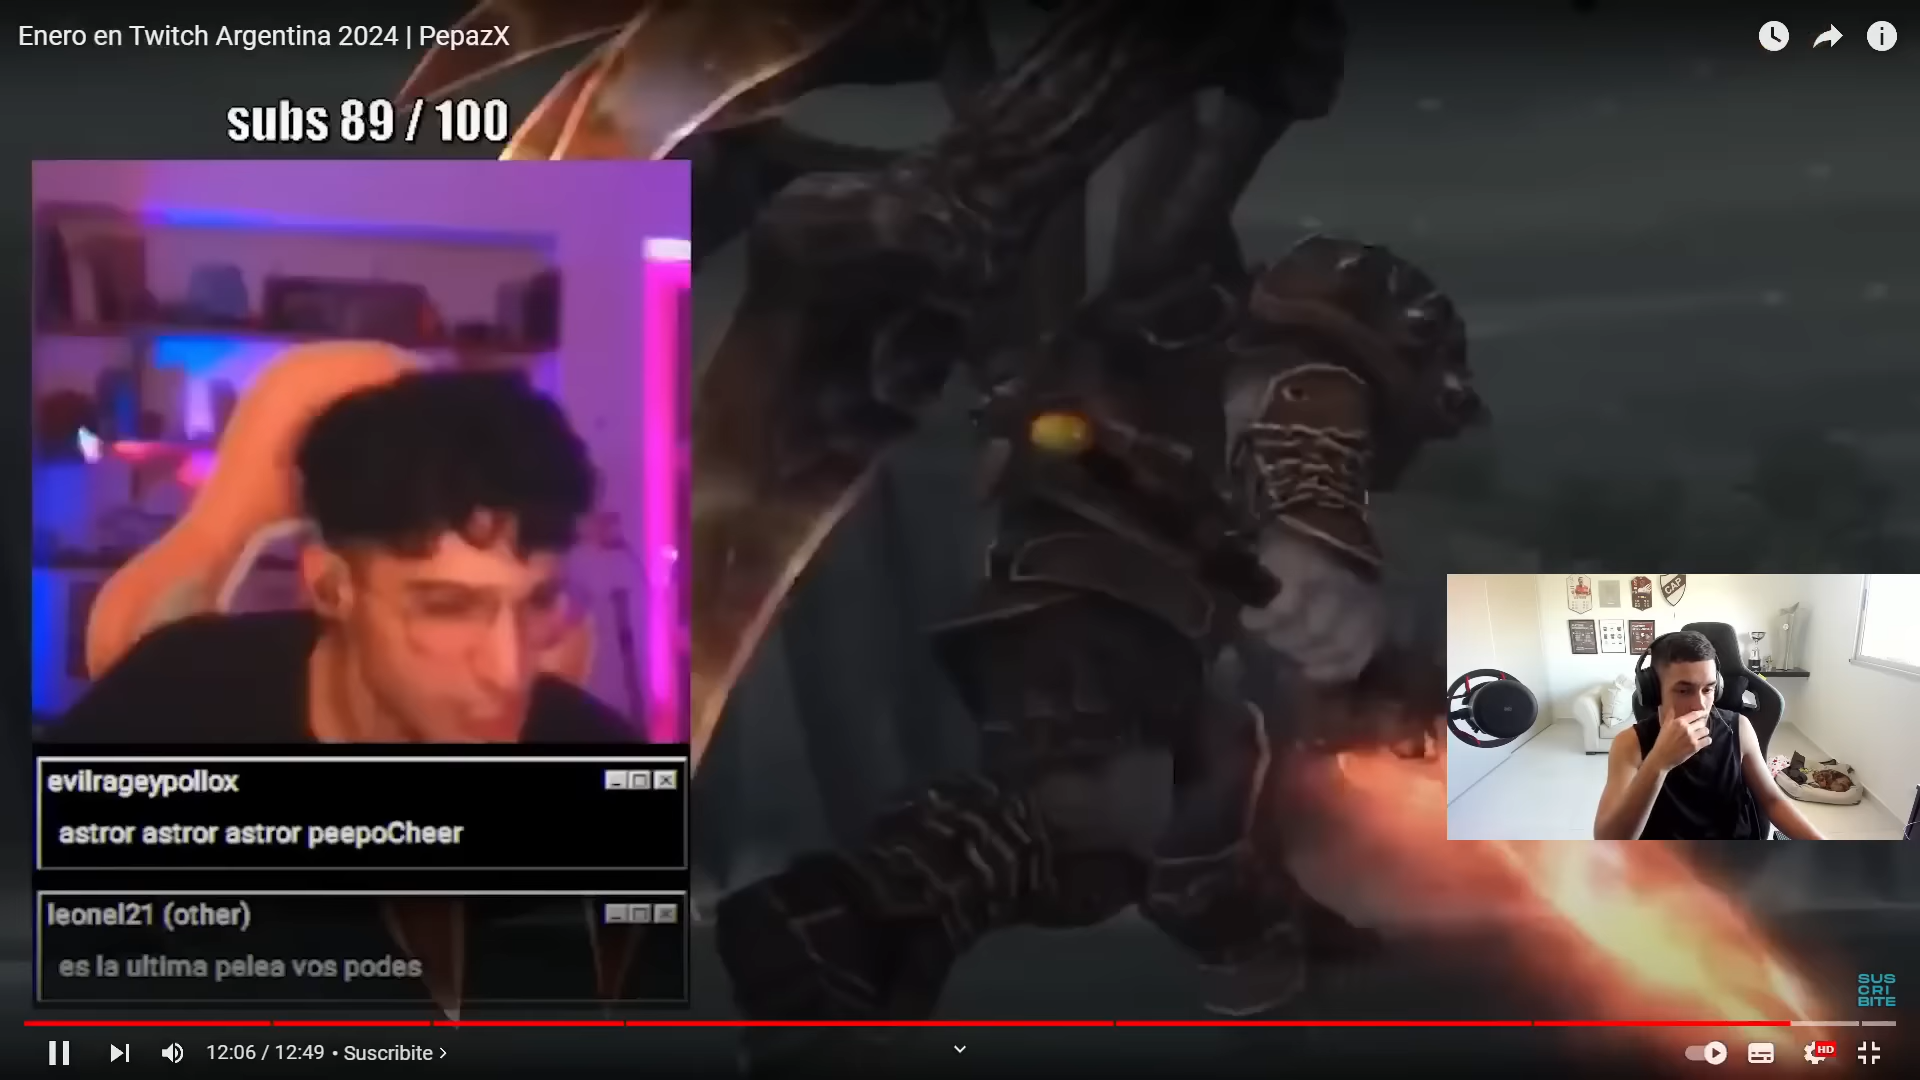 Enero en Twitch Argentina 2024 | PepazX
subs 89 / 100
evilrageypollox
astror astror astror peepoCheer
leonel21 (other)
es la ultima pelea vos podes
CAP
SUS
CRI
BITE
12:06 / 12:49 • Suscribite
HD